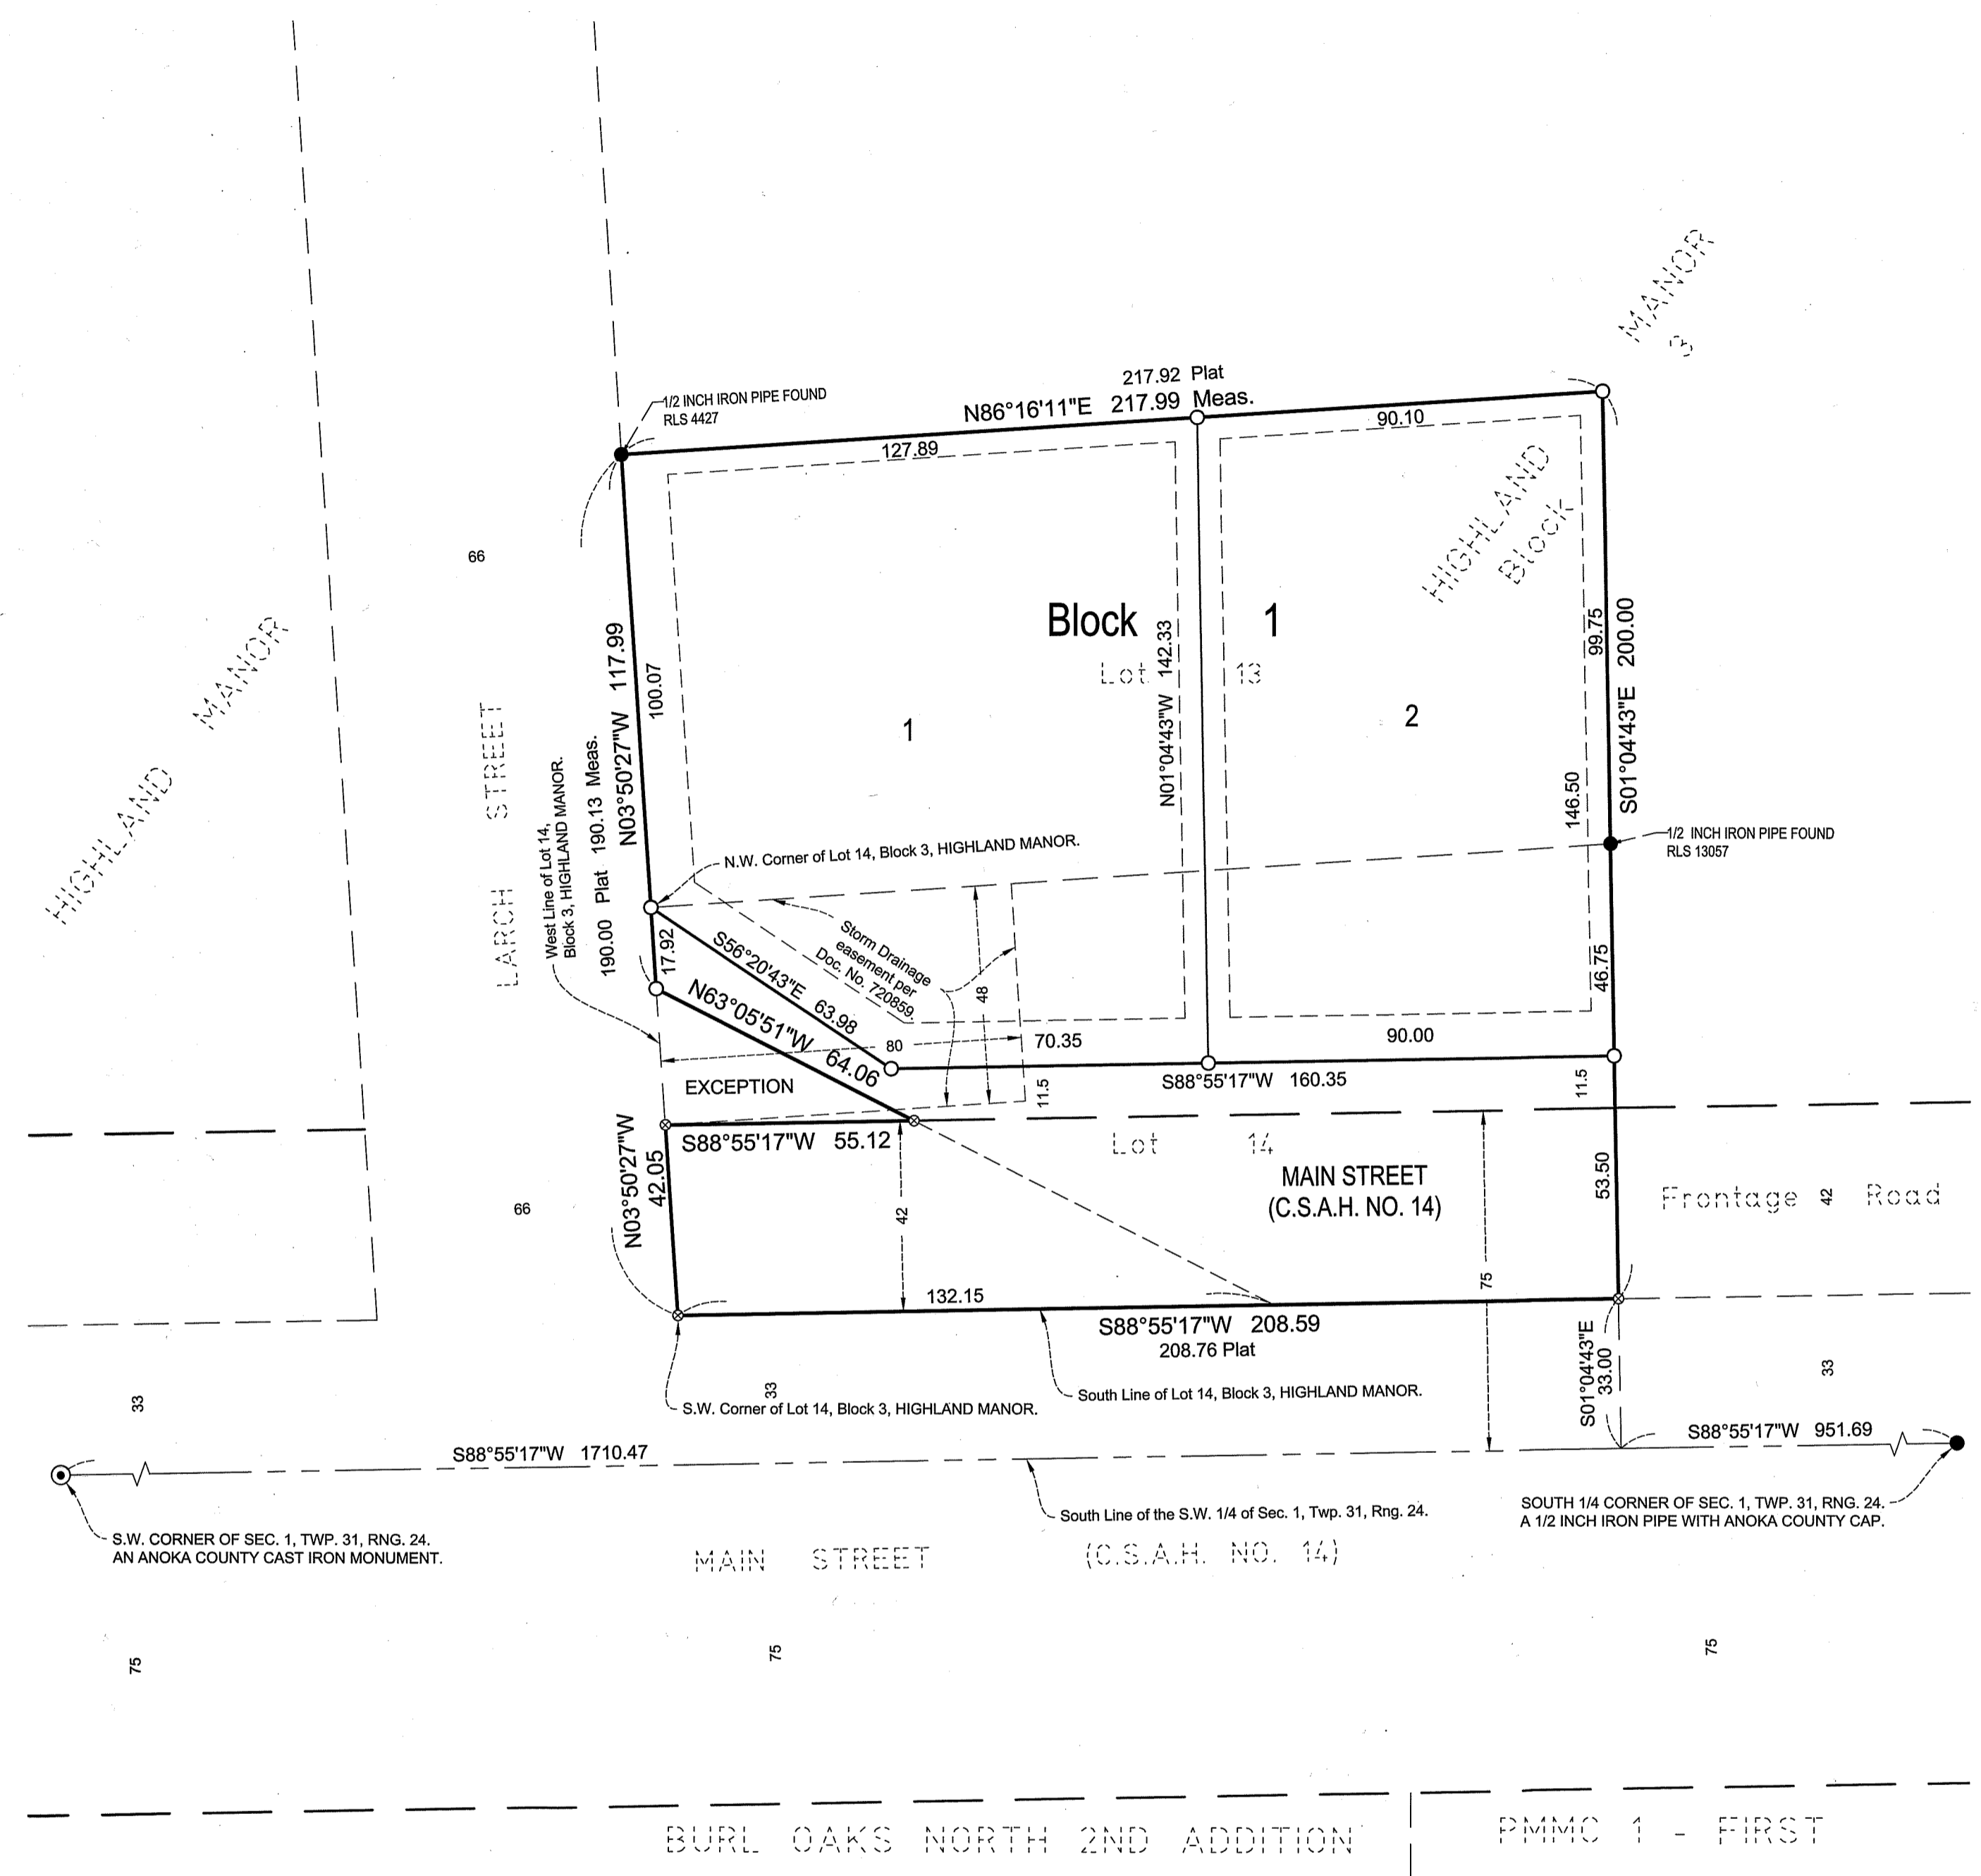 MANOR
3
217.92 Plat
N86°16'11"E 217.99 Meas.
1/2 INCH IRON PIPE FOUND
RLS 4427
127.89
90.10
HIGHLAND
Block
66
Block 1
Lot 13
1
2
N01°04'43"W 142.33
99.75
S01°04'43"E 200.00
146.50
46.75
HIGHLAND MANOR
LARCH STREET
West Line of Lot 14,
Block 3, HIGHLAND MANOR.
190.00 Plat 190.13 Meas.
N03°50'27"W 117.99
100.07
1/2 INCH IRON PIPE FOUND
RLS 13057
N.W. Corner of Lot 14, Block 3, HIGHLAND MANOR.
17.92
S56°20'43"E 63.98
N63°05'51"W 64.06
Storm Drainage
easement per
Doc. No. 720859.
48
80
70.35
90.00
EXCEPTION
11.5
S88°55'17"W 160.35
11.5
S88°55'17"W 55.12
Lot 14
N03°50'27"W
42.05
42
MAIN STREET
(C.S.A.H. NO. 14)
53.50
Frontage 42 Road
66
75
132.15
S88°55'17"W 208.59
208.76 Plat
S01°04'43"E
33.00
33
33
33
South Line of Lot 14, Block 3, HIGHLAND MANOR.
S.W. Corner of Lot 14, Block 3, HIGHLAND MANOR.
S88°55'17"W 1710.47
S88°55'17"W 951.69
South Line of the S.W. 1/4 of Sec. 1, Twp. 31, Rng. 24.
SOUTH 1/4 CORNER OF SEC. 1, TWP. 31, RNG. 24.
A 1/2 INCH IRON PIPE WITH ANOKA COUNTY CAP.
S.W. CORNER OF SEC. 1, TWP. 31, RNG. 24.
AN ANOKA COUNTY CAST IRON MONUMENT.
MAIN STREET (C.S.A.H. NO. 14)
75
75
75
BURL OAKS NORTH 2ND ADDITION
PMMC 1 - FIRST